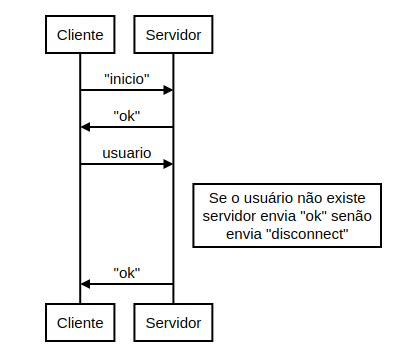 Cliente Servidor
"inicio"
"ok"
usuario
Se o usuário não existe
servidor envia "ok" senão
envia "disconnect"
"ok"
Cliente Servidor